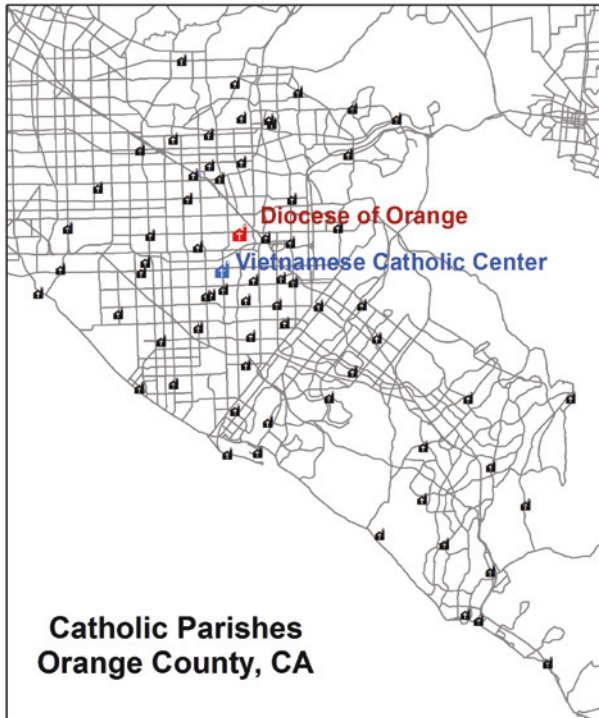 Diocese of Orange
Vietnamese Catholic Center
Catholic Parishes
Orange County, CA